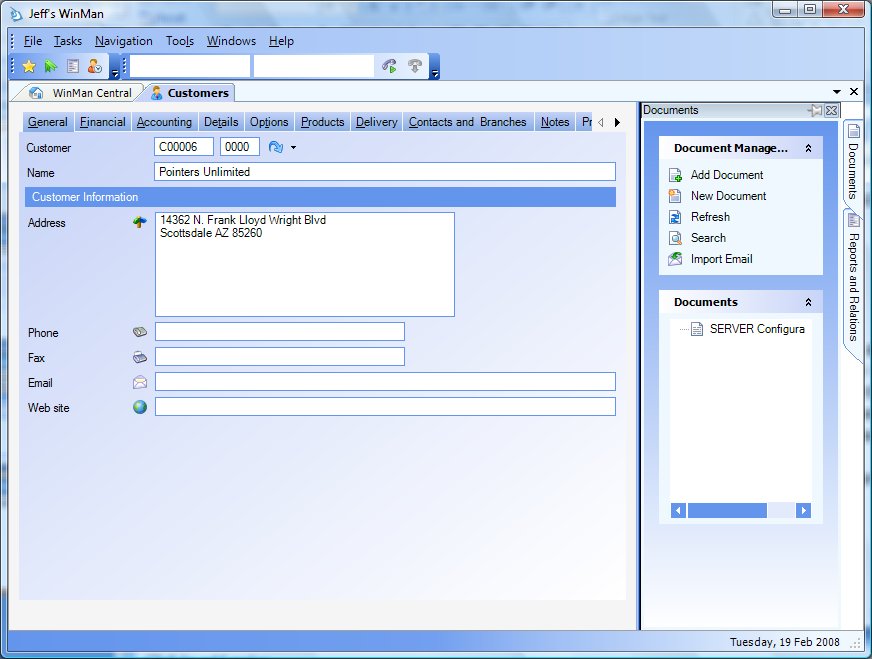 Jeff's WinMan
File Tasks Navigation Tools Windows Help
WinMan Central Customers
General Financial Accounting Details Options Products Delivery Contacts and Branches Notes Pr
Customer C00006 0000
Name Pointers Unlimited
Customer Information
Address 14362 N. Frank Lloyd Wright Blvd
Scottsdale AZ 85260
Phone
Fax
Email
Web site
Documents
Document Manage...
Add Document
New Document
Refresh
Search
Import Email
Documents
SERVER Configura
Documents
Reports and Relations
Tuesday, 19 Feb 2008